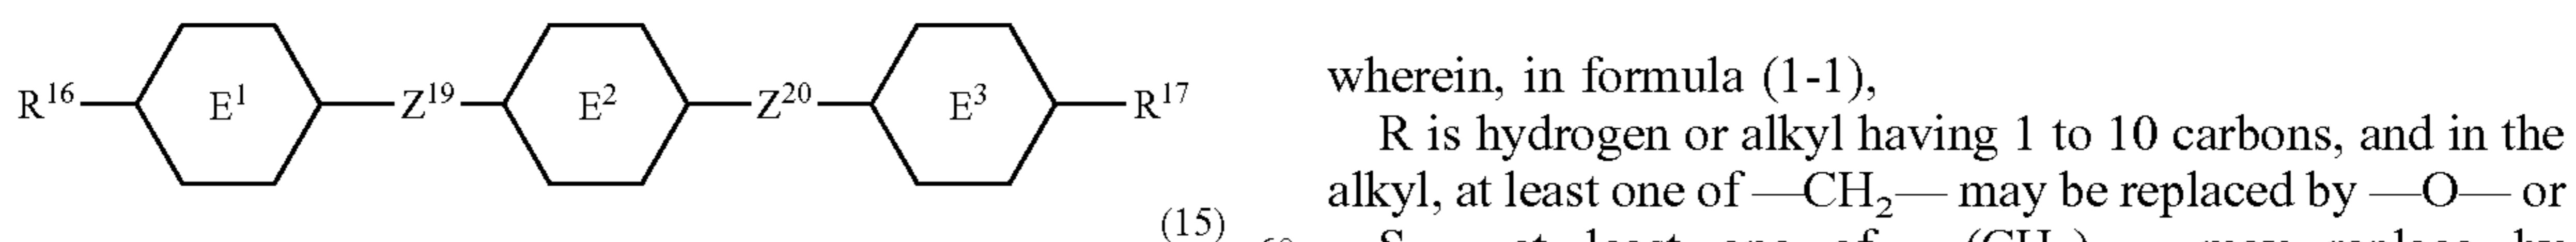 R¹⁶ E¹ Z¹⁹ E² Z²⁰ E³ R¹⁷
(15)
wherein, in formula (1-1),
R is hydrogen or alkyl having 1 to 10 carbons, and in the
alkyl, at least one of —CH₂— may be replaced by —O— or